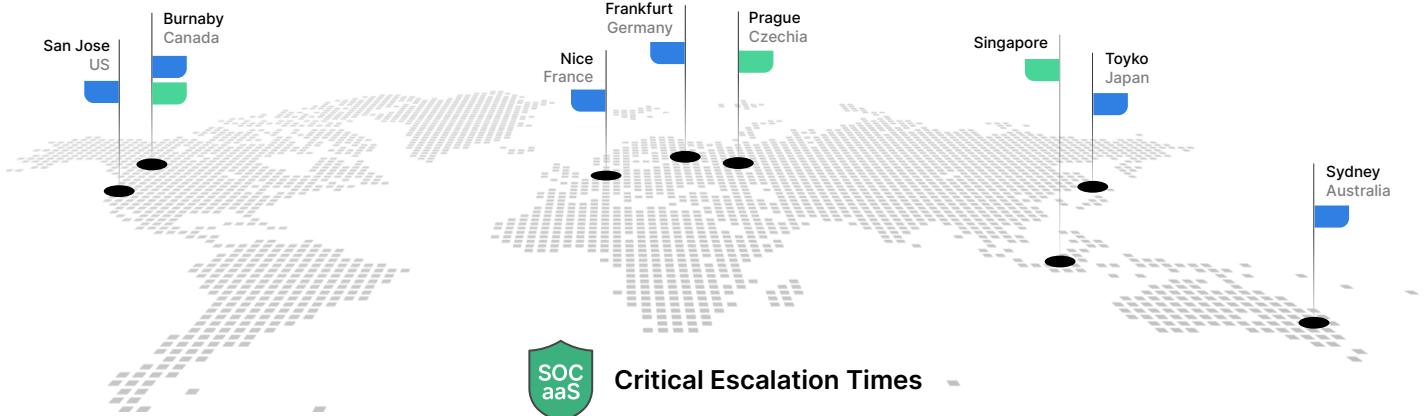 San Jose
US
Burnaby
Canada
Nice
France
Frankfurt
Germany
Prague
Czechia
Singapore
Toyko
Japan
Sydney
Australia
SOC
aaS
Critical Escalation Times